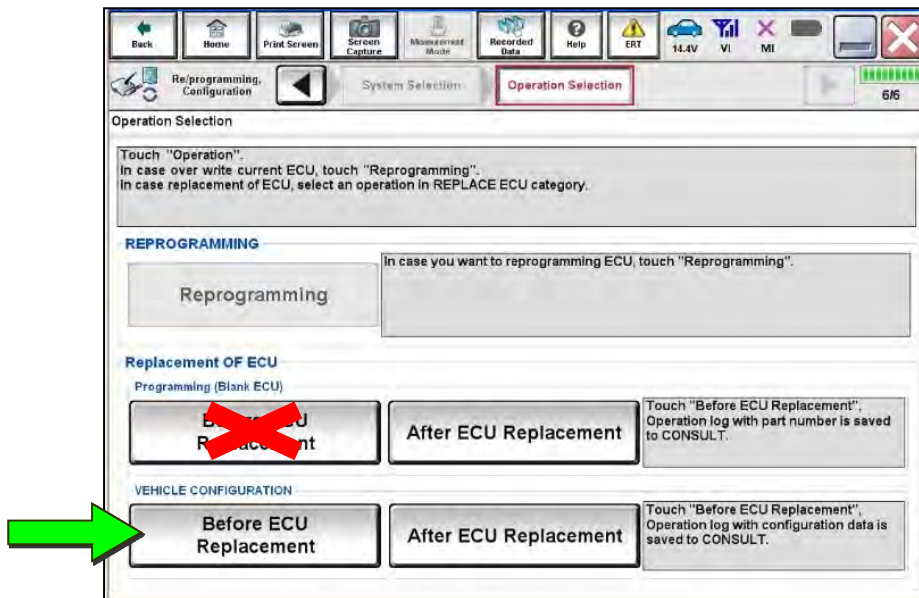 Back Home Print Screen Screen Capture Measurement Mode Recorded Data Help ERT 14.4V VI MI
Re/programming, Configuration System Selection Operation Selection 6/6
Operation Selection
Touch "Operation".
In case over write current ECU, touch "Reprogramming".
In case replacement of ECU, select an operation in REPLACE ECU category.
REPROGRAMMING
Reprogramming
In case you want to reprogramming ECU, touch "Reprogramming".
Replacement OF ECU
Programming (Blank ECU)
After ECU Replacement
Touch "Before ECU Replacement",
Operation log with part number is saved
to CONSULT.
VEHICLE CONFIGURATION
Before ECU
Replacement
After ECU Replacement
Touch "Before ECU Replacement",
Operation log with configuration data is
saved to CONSULT.